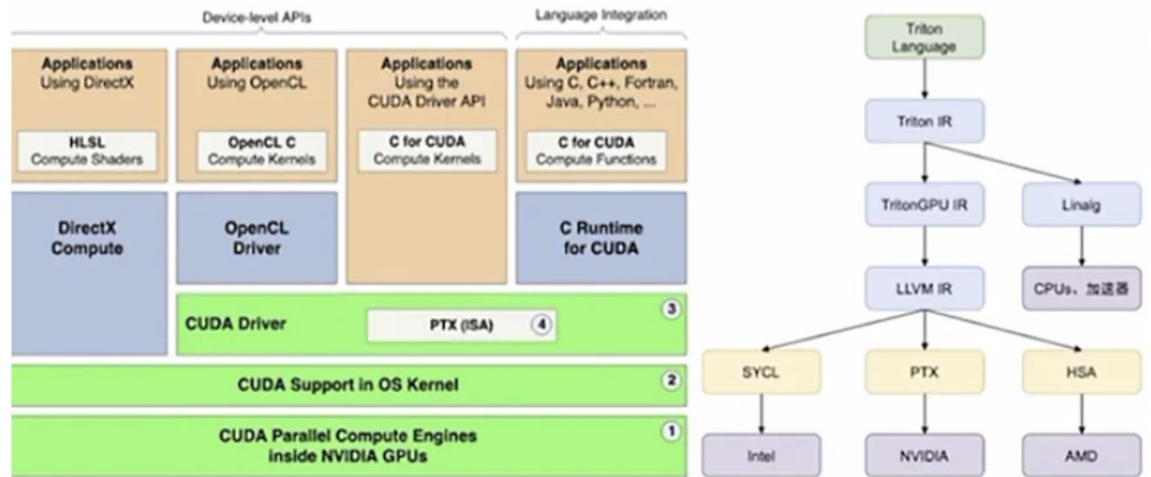 Device-level APIs
Language Integration
Applications
Using DirectX
HLSL
Compute Shaders
Applications
Using OpenCL
OpenCL C
Compute Kernels
Applications
Using the
CUDA Driver API
C for CUDA
Compute Kernels
Applications
Using C, C++, Fortran,
Java, Python, ...
C for CUDA
Compute Functions
DirectX
Compute
OpenCL
Driver
C Runtime
for CUDA
CUDA Driver
PTX (ISA)
4
3
CUDA Support in OS Kernel
2
CUDA Parallel Compute Engines
inside NVIDIA GPUs
1
Triton
Language
Triton IR
TritonGPU IR
Linalg
LLVM IR
CPUs、加速器
SYCL
PTX
HSA
Intel
NVIDIA
AMD